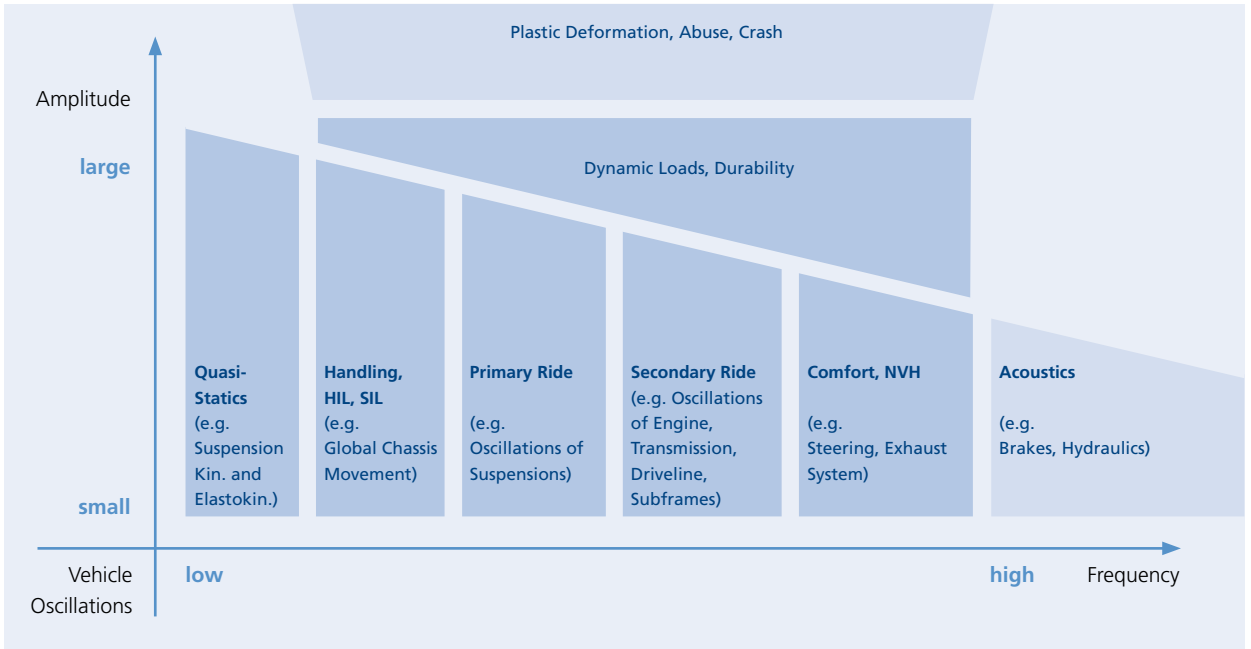 Plastic Deformation, Abuse, Crash
Amplitude
large
Dynamic Loads, Durability
Quasi-
Statics
(e.g.
Suspension
Kin. and
Elastokin.)
Handling,
HIL, SIL
(e.g.
Global Chassis
Movement)
Primary Ride
(e.g.
Oscillations of
Suspensions)
Secondary Ride
(e.g. Oscillations
of Engine,
Transmission,
Driveline,
Subframes)
Comfort, NVH
(e.g.
Steering, Exhaust
System)
Acoustics
(e.g.
Brakes, Hydraulics)
small
Vehicle
Oscillations
low
high
Frequency